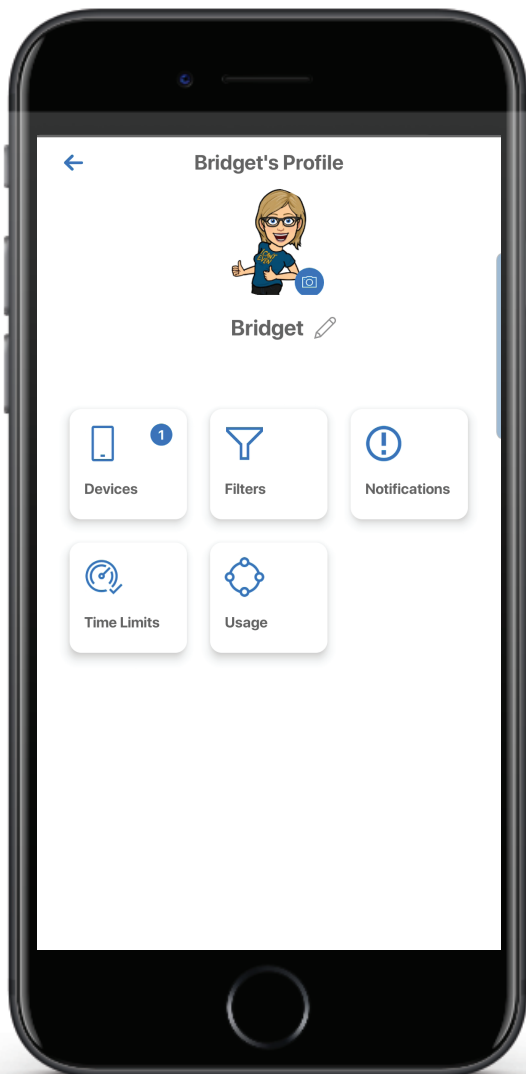 Bridget's Profile
Bridget
1
Devices
Filters
Notifications
Time Limits
Usage